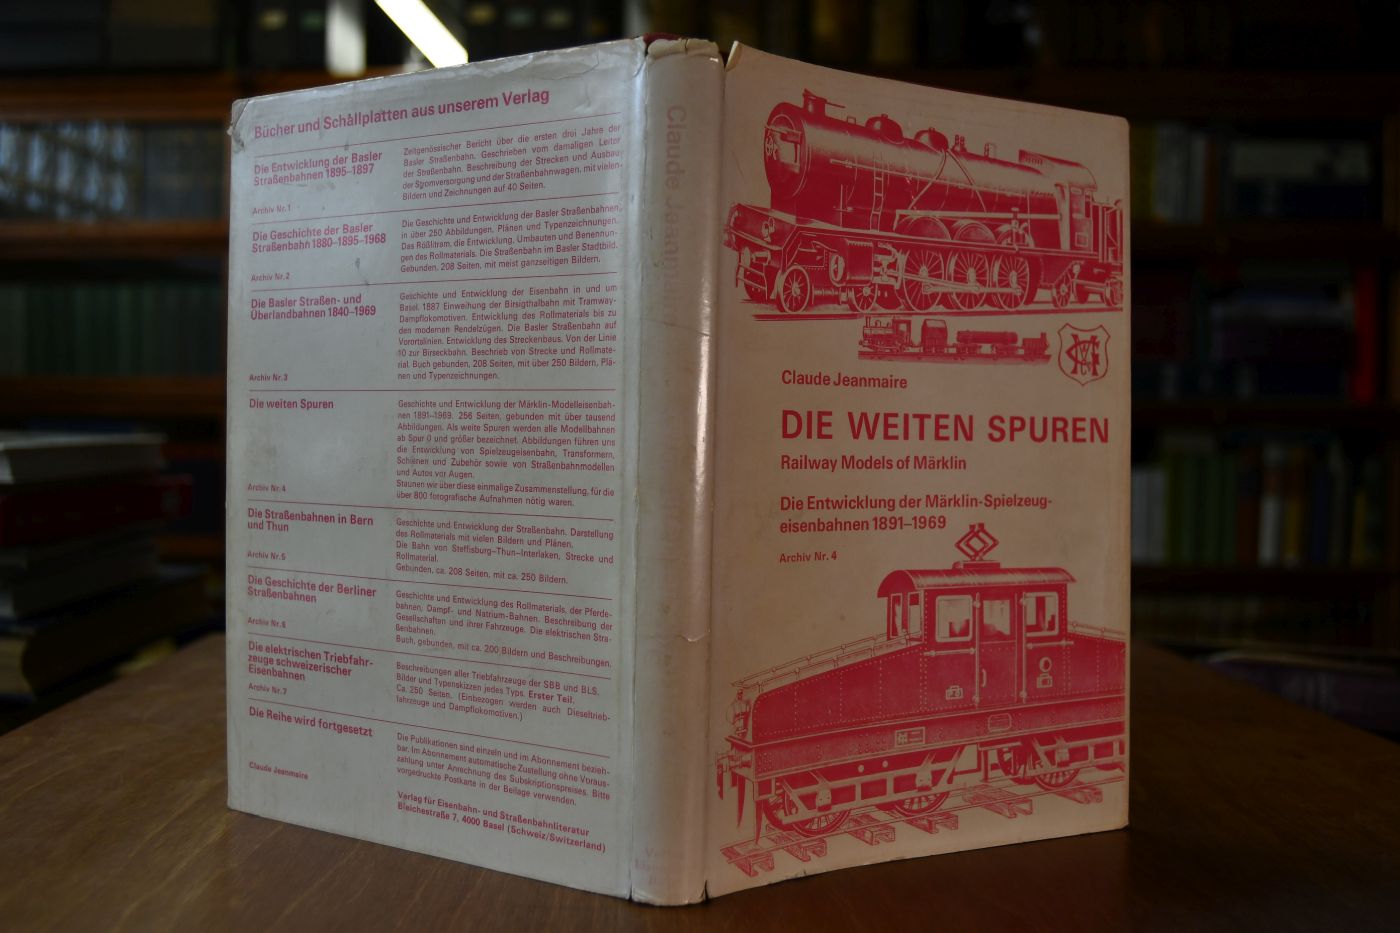 Bücher und Schallplatten aus unserem Verlag
Die Entwicklung der Basler
Straßenbahnen 1895–1897
Archiv Nr. 1
Zeitgenössischer Bericht über die ersten drei Jahre der
Basler Straßenbahn. Geschrieben vom damaligen Leiter
der Straßenbahn. Beschreibung der Strecken und Ausbau
der Stromversorgung und der Straßenbahnwagen, mit vielen
Bildern und Zeichnungen auf 40 Seiten.
Die Geschichte der Basler
Straßenbahn 1880–1895–1968
Archiv Nr. 2
Die Geschichte und Entwicklung der Basler Straßenbahnen,
in über 250 Abbildungen, Plänen und Typenzeichnungen.
Das Rößlitram, die Entwicklung, Umbauten und Benennun-
gen des Rollmaterials. Die Straßenbahn im Basler Stadtbild.
Gebunden, 208 Seiten, mit meist ganzseitigen Bildern.
Die Basler Straßen- und
Überlandbahnen 1840–1969
Archiv Nr. 3
Geschichte und Entwicklung der Eisenbahn in und um
Basel. 1887 Einweihung der Birsigthalbahn mit Tramway-
Dampflokomotiven. Entwicklung des Rollmaterials bis zu
den modernen Pendelzügen. Die Basler Straßenbahn auf
Vorortslinien. Entwicklung des Streckenbaus. Von der Linie
10 zur Birseckbahn. Beschrieb von Strecke und Rollmate-
rial. Buch gebunden, 208 Seiten, mit über 250 Bildern, Plä-
nen und Typenzeichnungen.
Die weiten Spuren
Archiv Nr. 4
Geschichte und Entwicklung der Märklin-Modelleisenbah-
nen 1891–1969. 256 Seiten, gebunden mit über tausend
Abbildungen. Als weite Spuren werden alle Modellbahnen
ab Spur 0 und größer bezeichnet. Abbildungen führen uns
die Entwicklung von Spielzeugeisenbahn, Transformern,
Schienen und Zubehör sowie von Straßenbahnmodellen
und Autos vor Augen.
Staunen wir über diese einmalige Zusammenstellung, für die
über 800 fotografische Aufnahmen nötig waren.
Die Straßenbahnen in Bern
und Thun
Archiv Nr. 5
Geschichte und Entwicklung der Straßenbahn. Darstellung
des Rollmaterials mit vielen Bildern und Plänen.
Die Bahn von Steffisburg–Thun–Interlaken, Strecke und
Rollmaterial.
Gebunden, ca. 208 Seiten, mit ca. 250 Bildern.
Die Geschichte der Berliner
Straßenbahnen
Archiv Nr. 6
Geschichte und Entwicklung des Rollmaterials, der Pferde-
bahnen, Dampf- und Natrium-Bahnen. Beschreibung der
Gesellschaften und ihrer Fahrzeuge. Die elektrischen Stra-
ßenbahnen.
Buch, gebunden, mit ca. 200 Bildern und Beschreibungen.
Die elektrischen Triebfahr-
zeuge schweizerischer
Eisenbahnen
Archiv Nr. 7
Beschreibungen aller Triebfahrzeuge der SBB und BLS,
Bilder und Typenskizzen jedes Typs. Erster Teil.
Ca. 250 Seiten. (Einbezogen werden auch Dieseltrieb-
fahrzeuge und Dampflokomotiven.)
Die Reihe wird fortgesetzt
Claude Jeanmaire
Die Publikationen sind einzeln und im Abonnement bezieh-
bar. Im Abonnement automatische Zustellung ohne Voraus-
zahlung unter Anrechnung des Subskriptionspreises. Bitte
vorgedruckte Postkarte in der Beilage verwenden.
Verlag für Eisenbahn- und Straßenbahnliteratur
Bleichestraße 7, 4000 Basel (Schweiz/Switzerland)
Claude Jeanmaire
Claude Jeanmaire
DIE WEITEN SPUREN
Railway Models of Märklin
Die Entwicklung der Märklin-Spielzeug-
eisenbahnen 1891–1969
Archiv Nr. 4